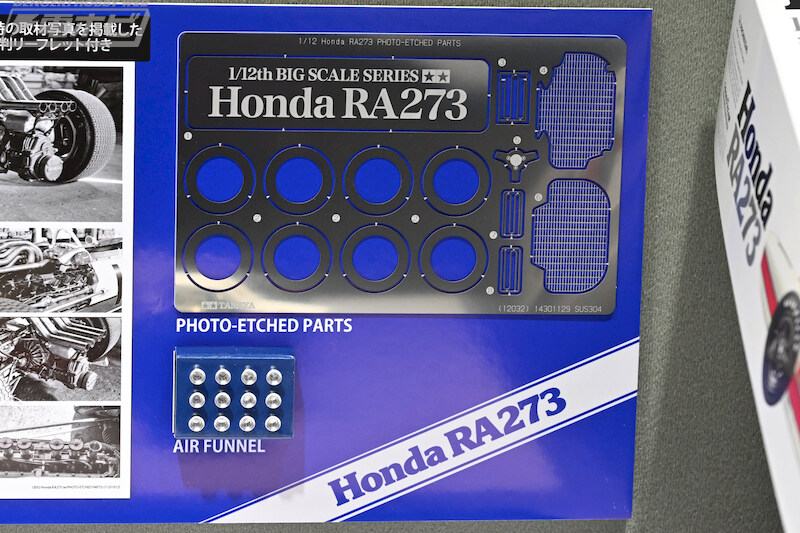 時の取材写真を掲載した
判リーフレット付き
1/12 Honda RA273 PHOTO-ETCHED PARTS
1/12th BIG SCALE SERIES ★★
Honda RA273
TAMIYA
(12032) 14301129 SUS304
PHOTO-ETCHED PARTS
AIR FUNNEL
Honda RA273
Honda
RA273